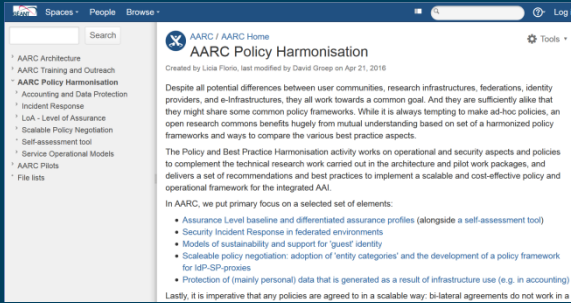 GÉANT Spaces People Browse Log
Search
AARC Architecture
AARC Training and Outreach
AARC Policy Harmonisation
Accounting and Data Protection
Incident Response
LoA - Level of Assurance
Scalable Policy Negotiation
Self-assessment tool
Service Operational Models
AARC Pilots
File lists
AARC / AARC Home
Tools
AARC Policy Harmonisation
Created by Licia Florio, last modified by David Groep on Apr 21, 2016
Despite all potential differences between user communities, research infrastructures, federations, identity
providers, and e-Infrastructures, they all work towards a common goal. And they are sufficiently alike that
they might share some common policy frameworks. While it is always tempting to make ad-hoc policies, an
open research commons benefits hugely from mutual understanding based on set of a harmonized policy
frameworks and ways to compare the various best practice aspects.
The Policy and Best Practice Harmonisation activity works on operational and security aspects and policies
to complement the technical research work carried out in the architecture and pilot work packages, and
delivers a set of recommendations and best practices to implement a scalable and cost-effective policy and
operational framework for the integrated AAI.
In AARC, we put primary focus on a selected set of elements:
• Assurance Level baseline and differentiated assurance profiles (alongside a self-assessment tool)
• Security Incident Response in federated environments
• Models of sustainability and support for 'guest' identity
• Scaleable policy negotiation: adoption of 'entity categories' and the development of a policy framework
for IdP-SP-proxies
• Protection of (mainly personal) data that is generated as a result of infrastructure use (e.g. in accounting)
Lastly, it is imperative that any policies are agreed to in a scalable way: bi-lateral agreements do not work in a